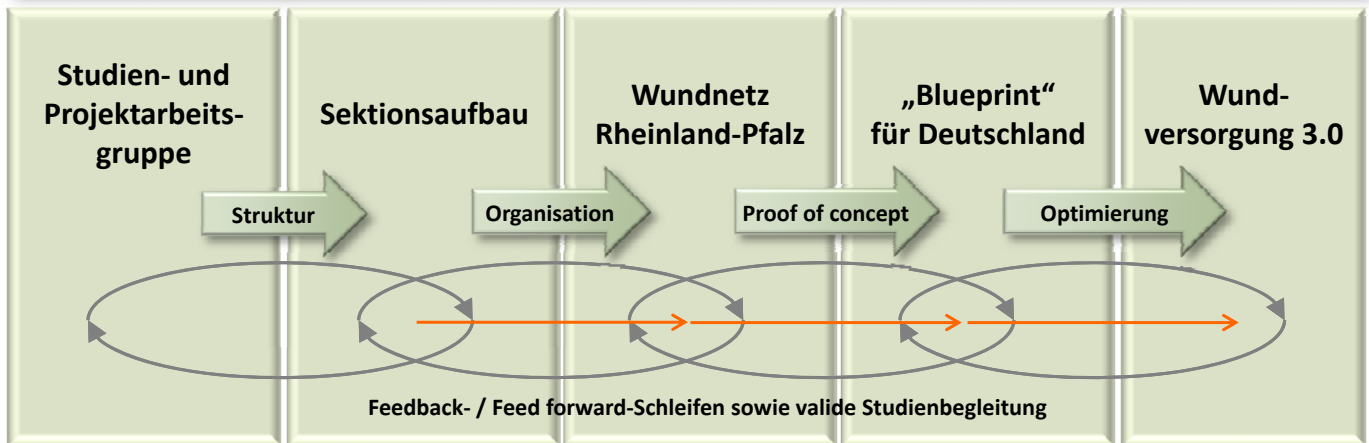 Studien- und
Projektarbeits-
gruppe
Sektionsaufbau
Wundnetz
Rheinland-Pfalz
„Blueprint“
für Deutschland
Wund-
versorgung 3.0
Struktur
Organisation
Proof of concept
Optimierung
Feedback- / Feed forward-Schleifen sowie valide Studienbegleitung